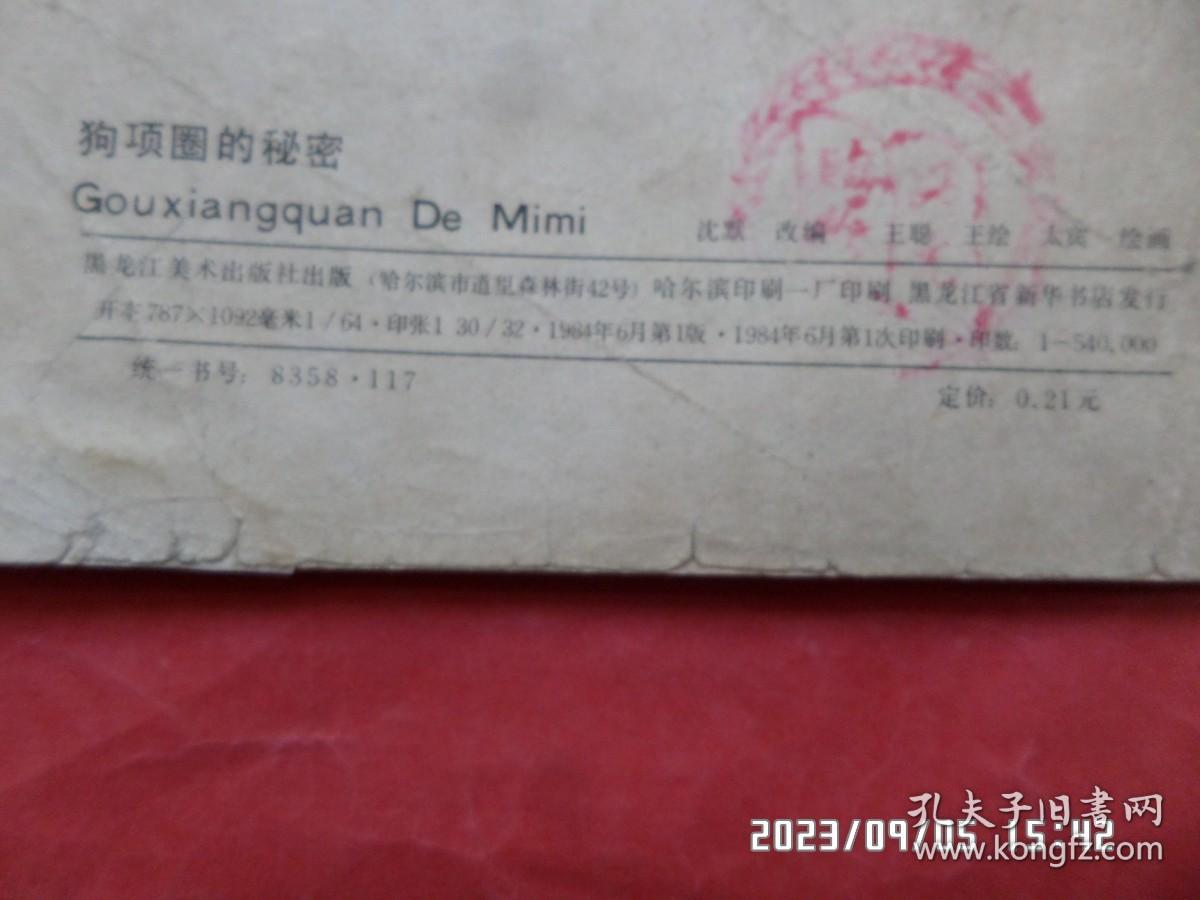 狗项圈的秘密
Gouxiangquan De Mimi
沈默 改编 王聪 王绘 太宾 绘画
黑龙江美术出版社出版(哈尔滨市道里森林街42号)哈尔滨印刷一厂印刷 黑龙江省新华书店发行
开本787×1092毫米1/64·印张1 30/32·1984年6月第1版·1984年6月第1次印刷·印数:1-540,000
统一书号:8358·117
定价:0.21元
孔夫子旧書网
2023/09/05 15:42
www.kongfz.com